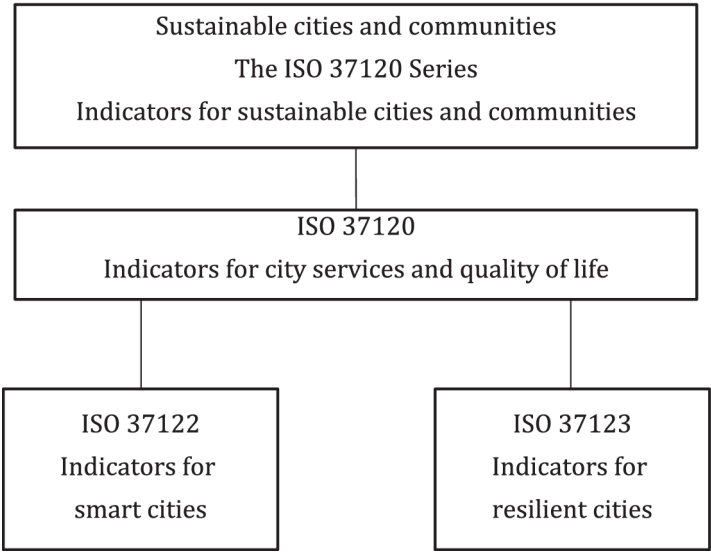 Sustainable cities and communities
The ISO 37120 Series
Indicators for sustainable cities and communities
ISO 37120
Indicators for city services and quality of life
ISO 37122
Indicators for
smart cities
ISO 37123
Indicators for
resilient cities